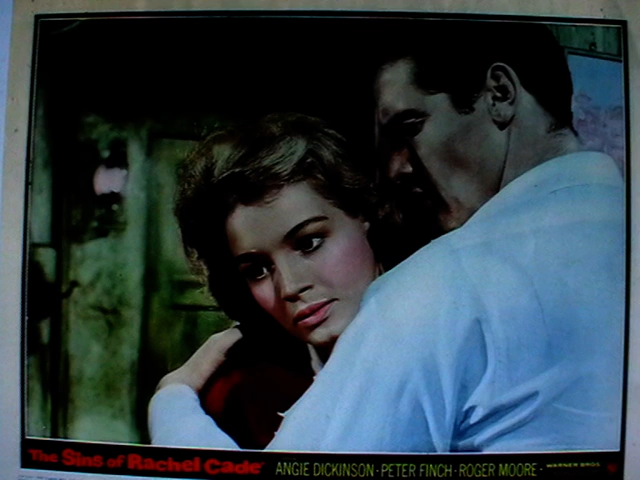 The Sins of Rachel Cade ANGIE DICKINSON · PETER FINCH · ROGER MOORE · WARNER BROS.